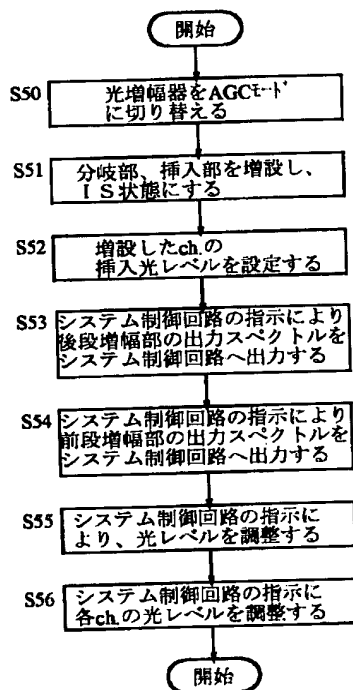 開始
S50
光増幅器をAGCモード
に切り替える
S51
分岐部、挿入部を増設し、
ＩＳ状態にする
S52
増設したch.の
挿入光レベルを設定する
S53
システム制御回路の指示により
後段増幅部の出力スペクトルを
システム制御回路へ出力する
S54
システム制御回路の指示により
前段増幅部の出力スペクトルを
システム制御回路へ出力する
S55
システム制御回路の指示に
より、光レベルを調整する
S56
システム制御回路の指示に
各ch.の光レベルを調整する
開始